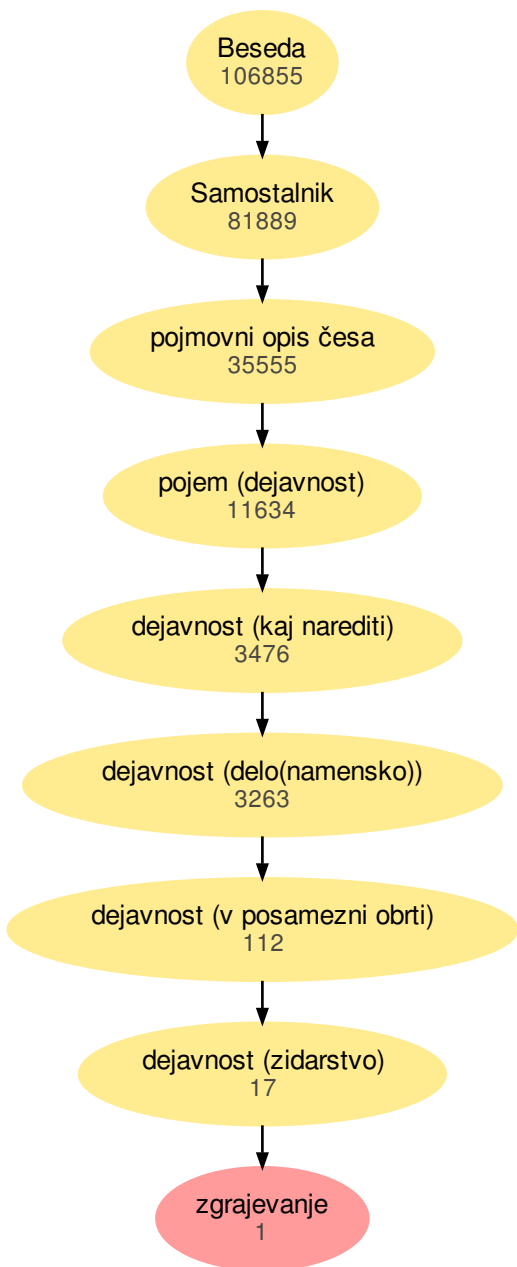 Beseda
106855
Samostalnik
81889
pojmovni opis česa
35555
pojem (dejavnost)
11634
dejavnost (kaj narediti)
3476
dejavnost (delo(namensko))
3263
dejavnost (v posamezni obrti)
112
dejavnost (zidarstvo)
17
zgrajevanje
1